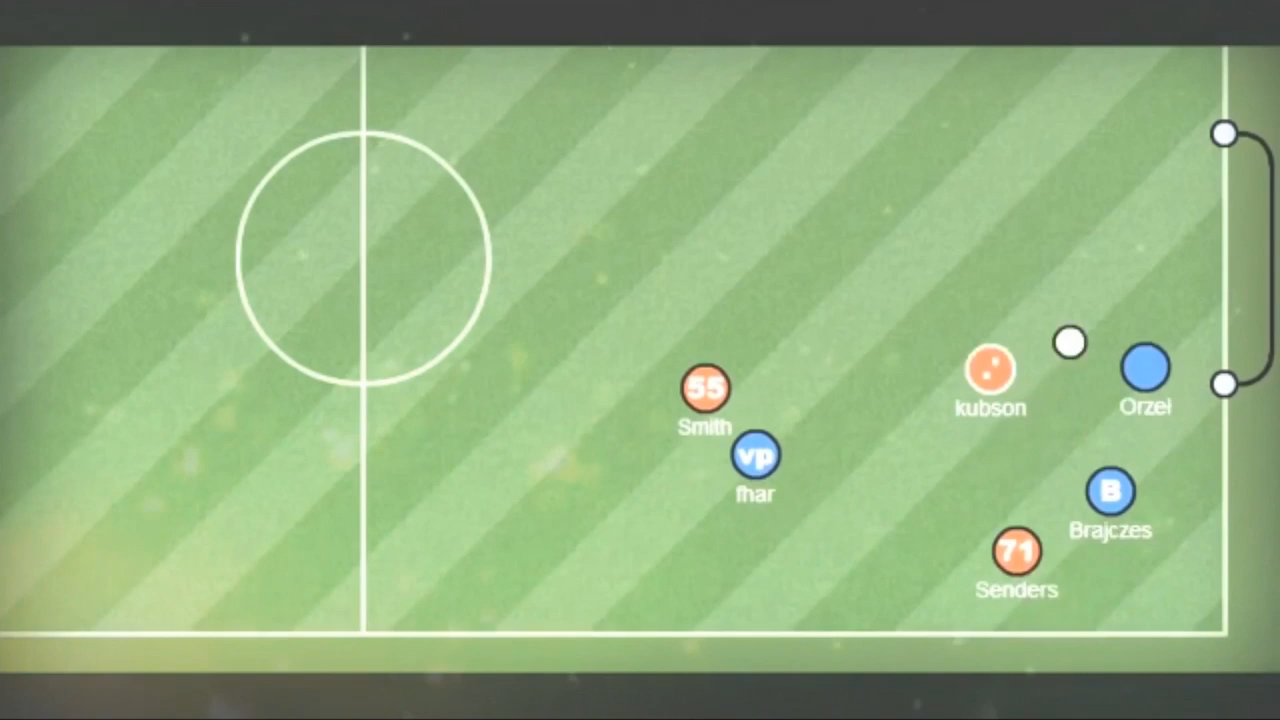 kubson
Orzeł
55
Smith
vp
fhar
B
Brajczes
71
Senders